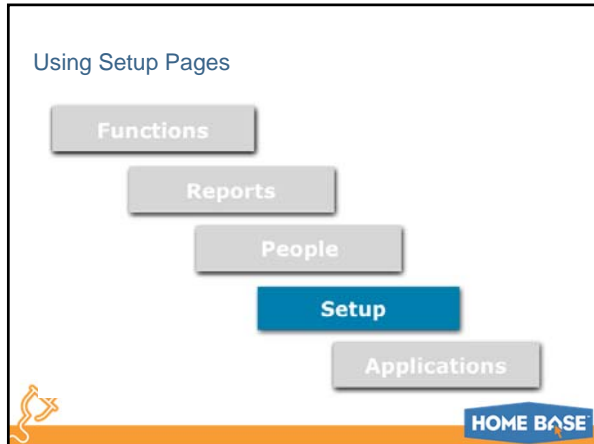 Using Setup Pages
Functions
Reports
People
Setup
Applications
HOME BASE